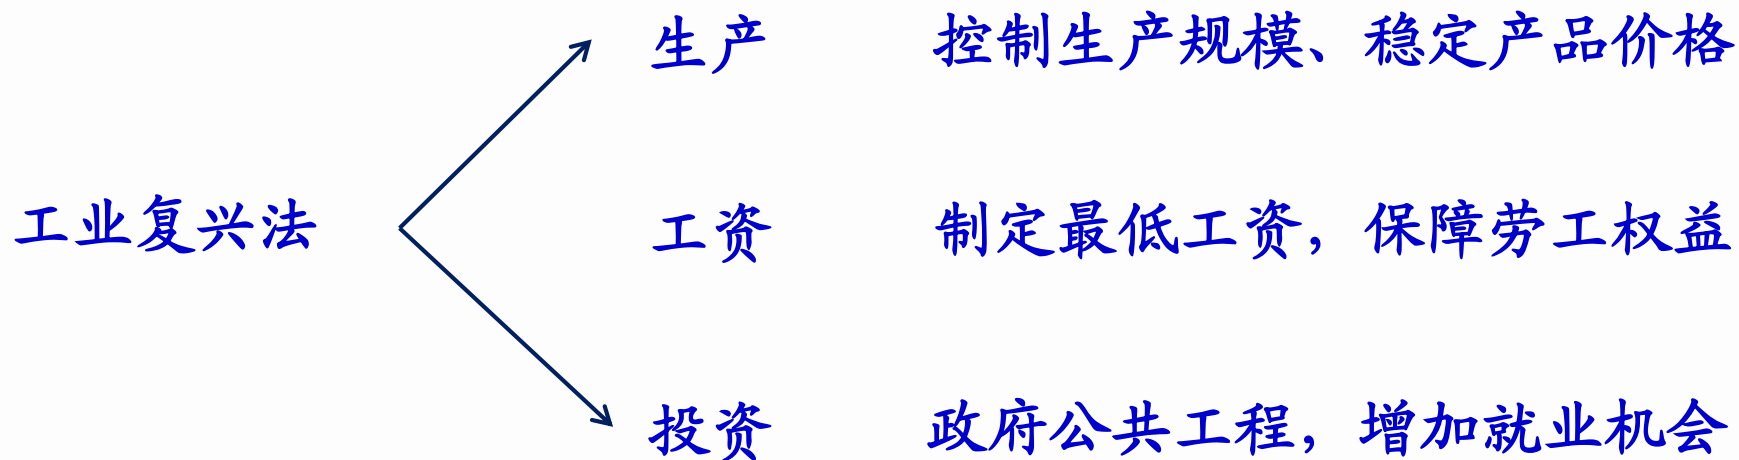 生产 控制生产规模、稳定产品价格
工业复兴法
工资 制定最低工资，保障劳工权益
投资 政府公共工程，增加就业机会